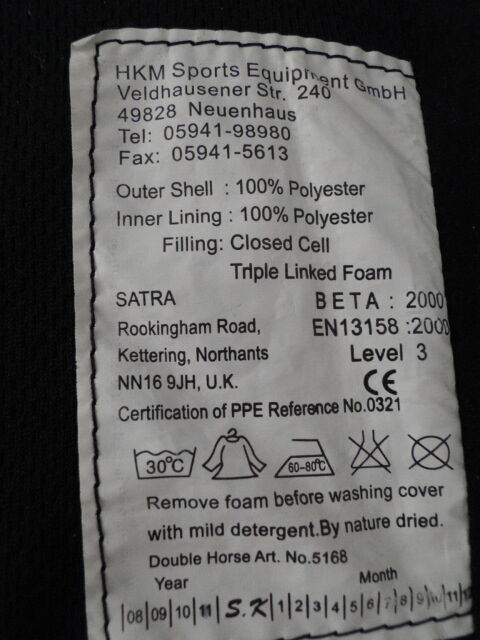 HKM Sports Equipment GmbH
Veldhausener Str. 240
49828 Neuenhaus
Tel: 05941-98980
Fax: 05941-5613
Outer Shell : 100% Polyester
Inner Lining : 100% Polyester
Filling: Closed Cell
Triple Linked Foam
SATRA BETA : 2000
Rookingham Road, EN13158 :2000
Kettering, Northants Level 3
NN16 9JH, U.K. CE
Certification of PPE Reference No.0321
30°C 60-80°C
Remove foam before washing cover
with mild detergent.By nature dried.
Double Horse Art. No.5168
Year Month
|08|09|10|11|S.K|1|2|3|4|5|6|7|8|9|10|11|12